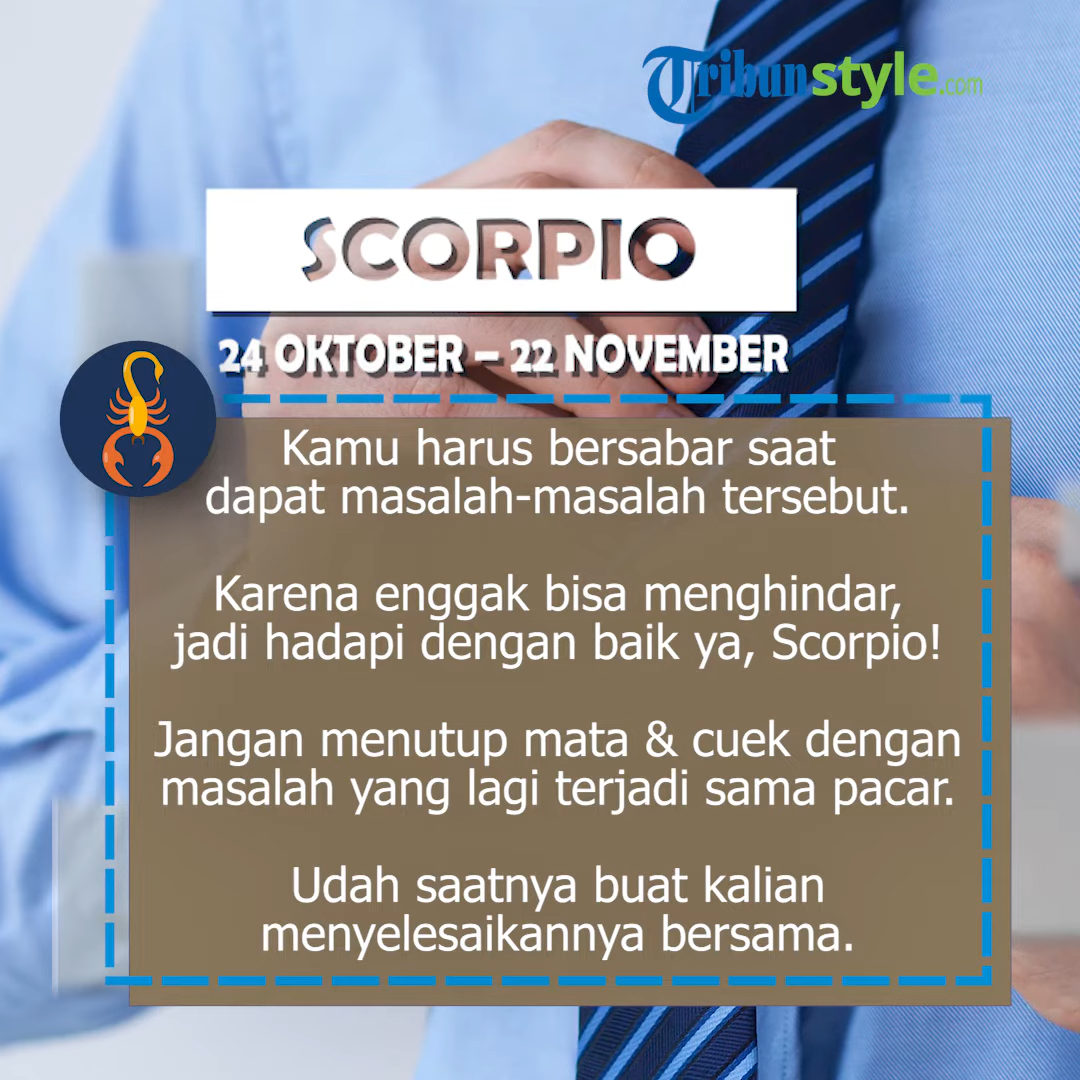 Tribunstyle.com
SCORPIO
24 OKTOBER – 22 NOVEMBER
Kamu harus bersabar saat
dapat masalah-masalah tersebut.
Karena enggak bisa menghindar,
jadi hadapi dengan baik ya, Scorpio!
Jangan menutup mata & cuek dengan
masalah yang lagi terjadi sama pacar.
Udah saatnya buat kalian
menyelesaikannya bersama.